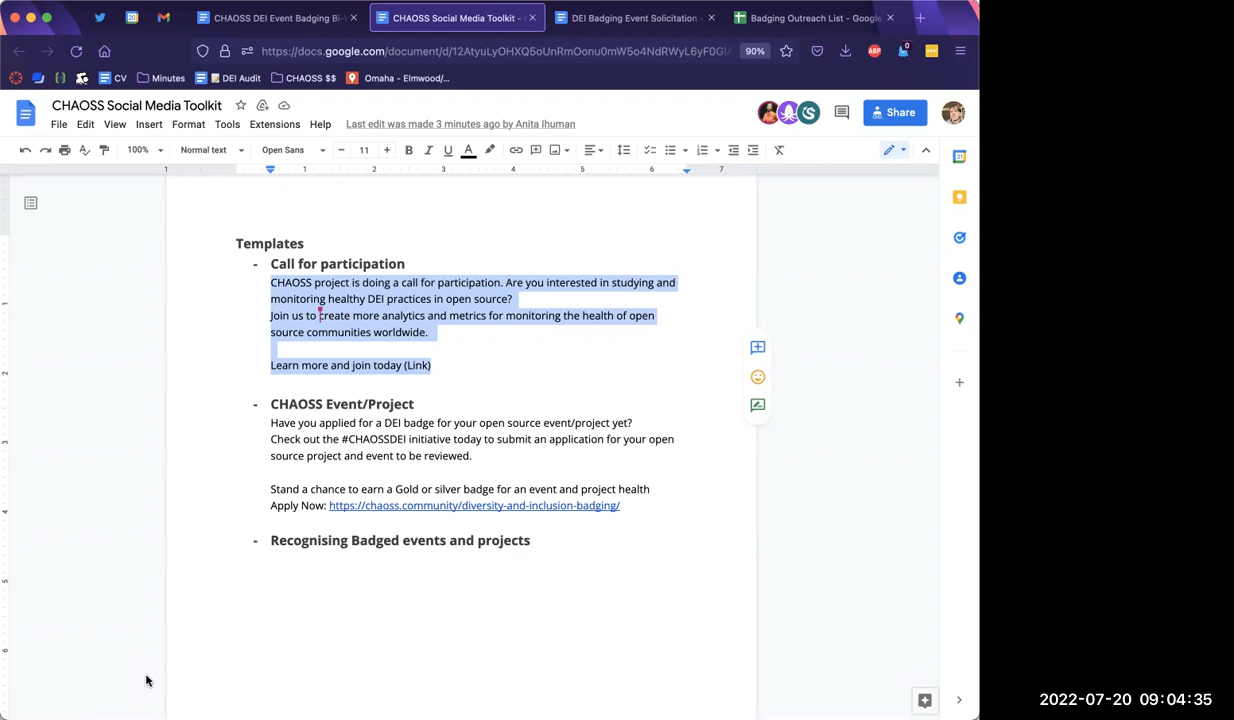 CHAOSS DEI Event Badging Bi-W
CHAOSS Social Media Toolkit -
DEI Badging Event Solicitation
Badging Outreach List - Google
https://docs.google.com/document/d/12AtyuLyOHXQ5oUnRmOonu0mW5o4NdRWyL6yF0GI
90%
CV
Minutes
DEI Audit
CHAOSS $$
Omaha - Elmwood/...
CHAOSS Social Media Toolkit
File Edit View Insert Format Tools Extensions Help Last edit was made 3 minutes ago by Anita Ihuman
Share
100% Normal text Open Sans 11
1 1 2 3 4 5 6 7
Templates
- Call for participation
CHAOSS project is doing a call for participation. Are you interested in studying and
monitoring healthy DEI practices in open source?
Join us to create more analytics and metrics for monitoring the health of open
source communities worldwide.
Learn more and join today (Link)
- CHAOSS Event/Project
Have you applied for a DEI badge for your open source event/project yet?
Check out the #CHAOSSDEI initiative today to submit an application for your open
source project and event to be reviewed.
Stand a chance to earn a Gold or silver badge for an event and project health
Apply Now: https://chaoss.community/diversity-and-inclusion-badging/
- Recognising Badged events and projects
2022-07-20 09:04:35